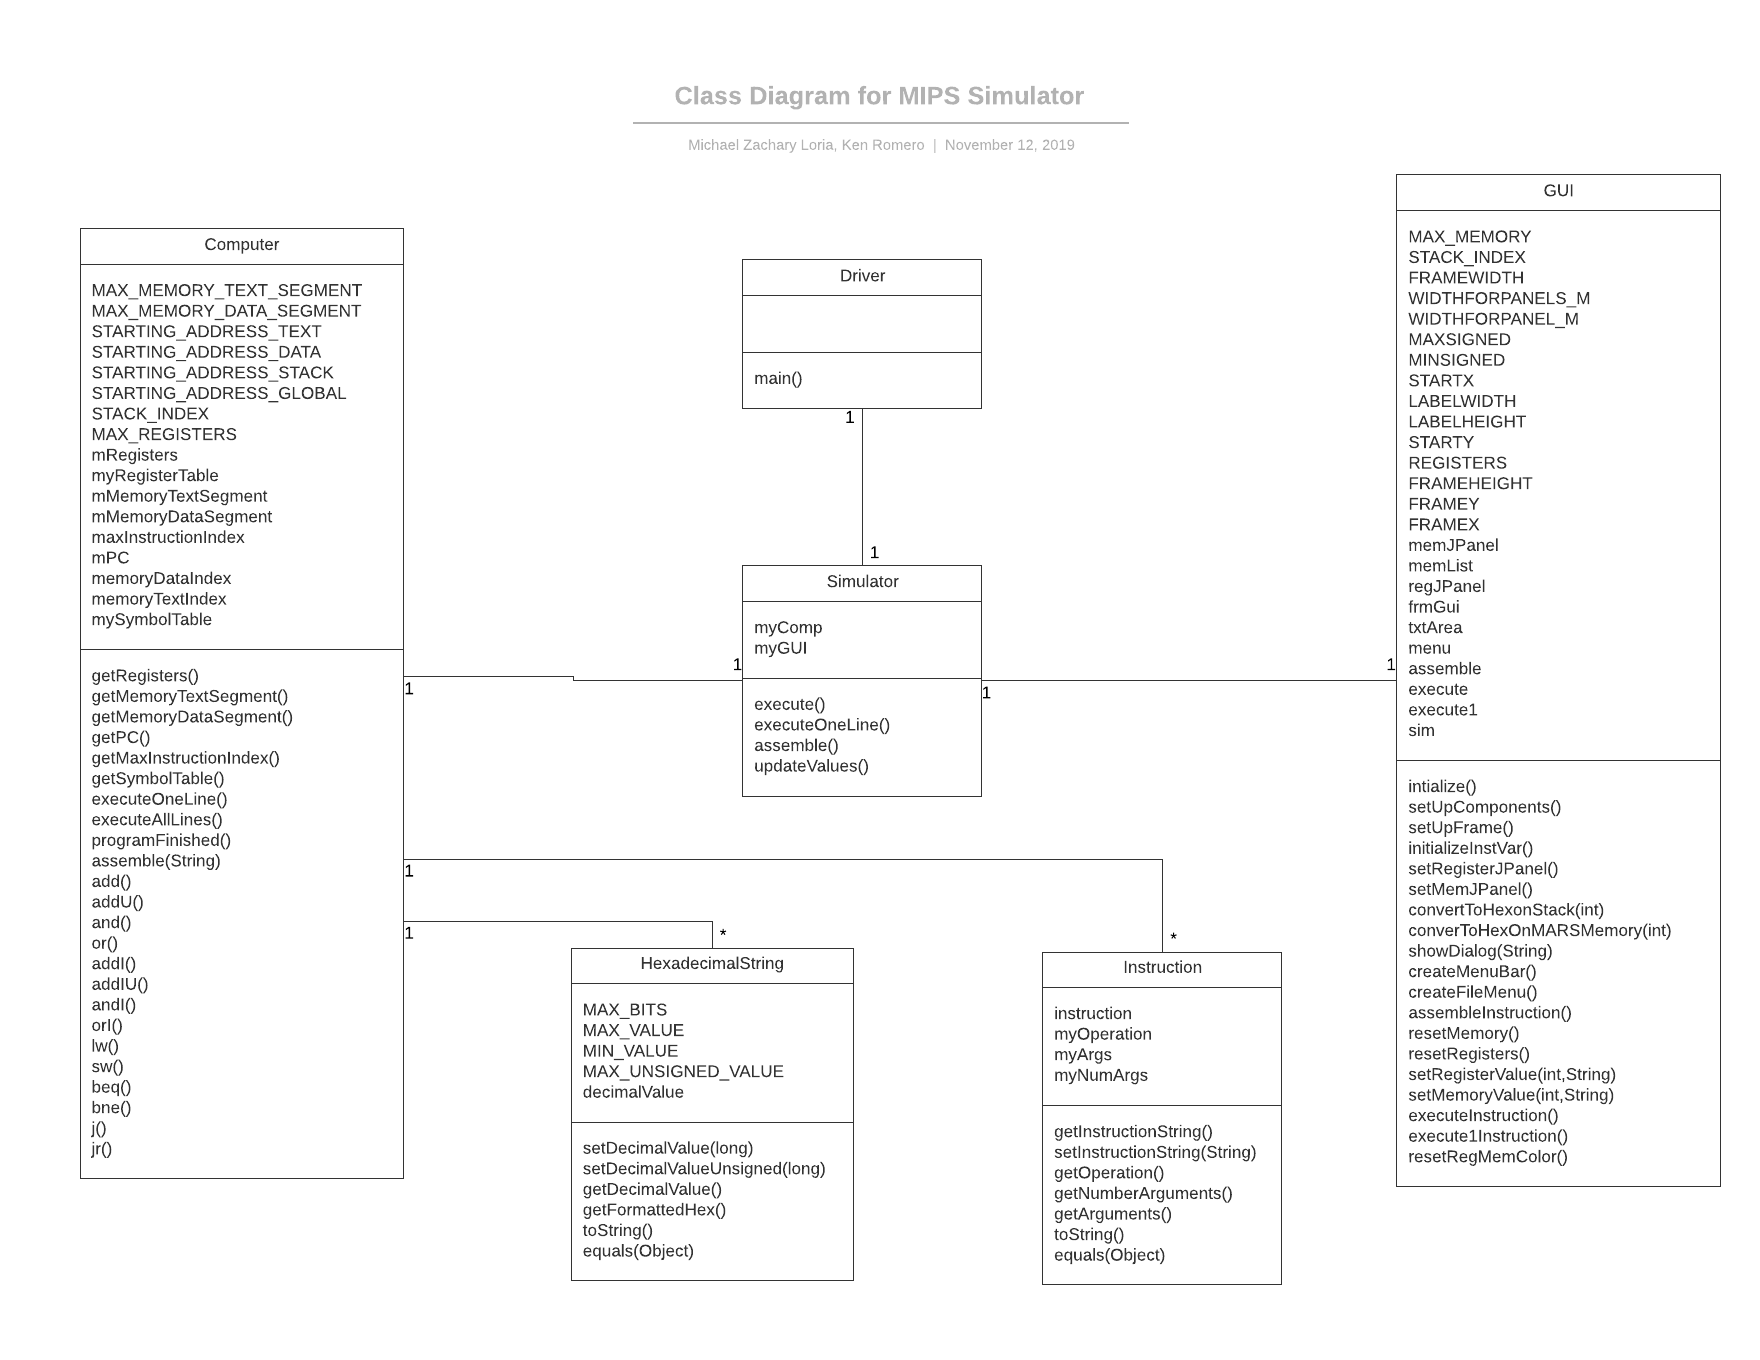 Class Diagram for MIPS Simulator
Michael Zachary Loria, Ken Romero | November 12, 2019
Computer
MAX_MEMORY_TEXT_SEGMENT
MAX_MEMORY_DATA_SEGMENT
STARTING_ADDRESS_TEXT
STARTING_ADDRESS_DATA
STARTING_ADDRESS_STACK
STARTING_ADDRESS_GLOBAL
STACK_INDEX
MAX_REGISTERS
mRegisters
myRegisterTable
mMemoryTextSegment
mMemoryDataSegment
maxInstructionIndex
mPC
memoryDataIndex
memoryTextIndex
mySymbolTable
getRegisters()
getMemoryTextSegment()
getMemoryDataSegment()
getPC()
getMaxInstructionIndex()
getSymbolTable()
executeOneLine()
executeAllLines()
programFinished()
assemble(String)
add()
addU()
and()
or()
addI()
addIU()
andI()
orI()
lw()
sw()
beq()
bne()
j()
jr()
1
1
1
Driver
main()
1
1
Simulator
myComp
myGUI
execute()
executeOneLine()
assemble()
updateValues()
1
1
1
*
HexadecimalString
MAX_BITS
MAX_VALUE
MIN_VALUE
MAX_UNSIGNED_VALUE
decimalValue
setDecimalValue(long)
setDecimalValueUnsigned(long)
getDecimalValue()
getFormattedHex()
toString()
equals(Object)
*
Instruction
instruction
myOperation
myArgs
myNumArgs
getInstructionString()
setInstructionString(String)
getOperation()
getNumberArguments()
getArguments()
toString()
equals(Object)
GUI
MAX_MEMORY
STACK_INDEX
FRAMEWIDTH
WIDTHFORPANELS_M
WIDTHFORPANEL_M
MAXSIGNED
MINSIGNED
STARTX
LABELWIDTH
LABELHEIGHT
STARTY
REGISTERS
FRAMEHEIGHT
FRAMEY
FRAMEX
memJPanel
memList
regJPanel
frmGui
txtArea
menu
assemble
execute
execute1
sim
intialize()
setUpComponents()
setUpFrame()
initializeInstVar()
setRegisterJPanel()
setMemJPanel()
convertToHexonStack(int)
converToHexOnMARSMemory(int)
showDialog(String)
createMenuBar()
createFileMenu()
assembleInstruction()
resetMemory()
resetRegisters()
setRegisterValue(int,String)
setMemoryValue(int,String)
executeInstruction()
execute1Instruction()
resetRegMemColor()